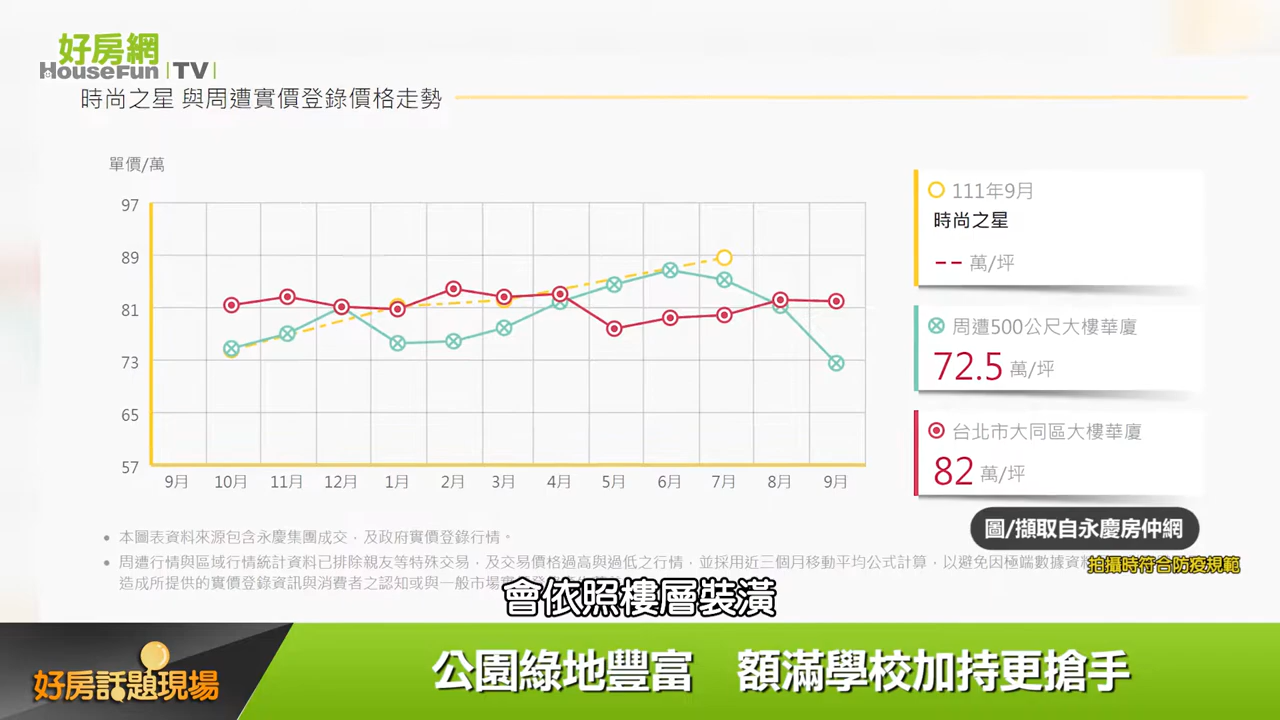 好房網
HouseFun TV
時尚之星 與周遭實價登錄價格走勢
單價/萬
97
89
81
73
65
57
9月 10月 11月 12月 1月 2月 3月 4月 5月 6月 7月 8月 9月
111年9月
時尚之星
-- 萬/坪
周遭500公尺大樓華廈
72.5 萬/坪
台北市大同區大樓華廈
82 萬/坪
圖/擷取自永慶房仲網
本圖表資料來源包含永慶集團成交，及政府實價登錄行情。
周遭行情與區域行情統計資料已排除親友等特殊交易，及交易價格過高與過低之行情，並採用近三個月移動平均公式計算，以避免因極端數據資
拍攝時符合防疫規範
造成所提供的實價登錄資訊與消費者之認知或與一般市場實
會依照樓層裝潢
好房話題現場
公園綠地豐富 額滿學校加持更搶手